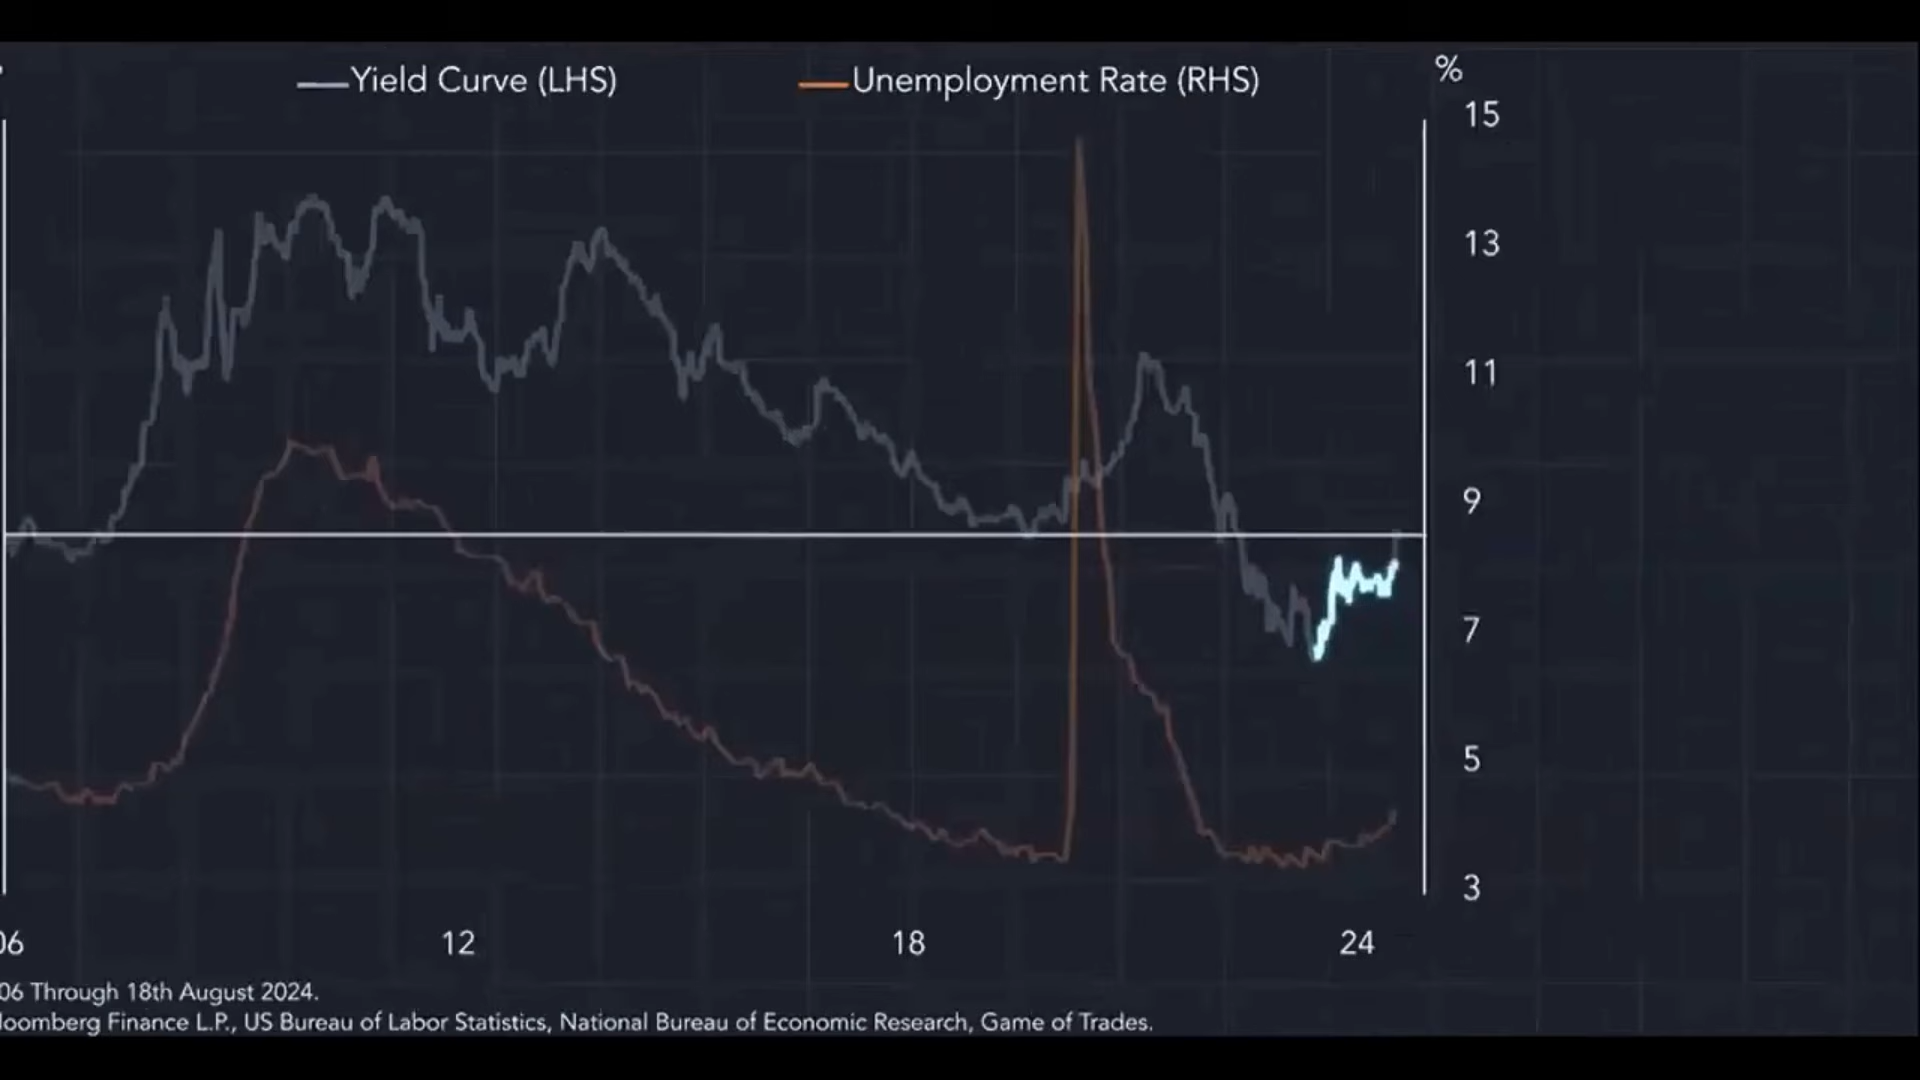 Yield Curve (LHS) Unemployment Rate (RHS) %
15
13
11
9
7
5
3
06 12 18 24
06 Through 18th August 2024.
loomberg Finance L.P., US Bureau of Labor Statistics, National Bureau of Economic Research, Game of Trades.